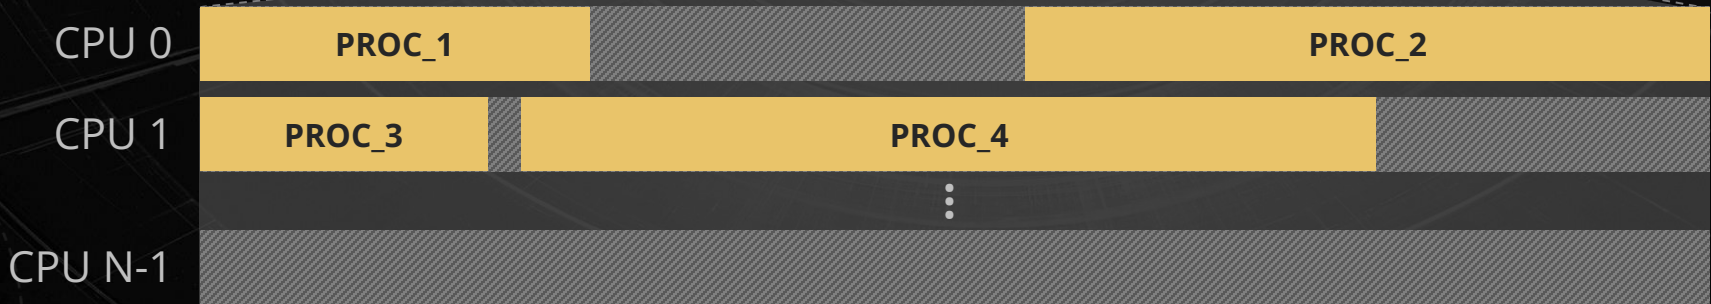 CPU 0 PROC_1 PROC_2
CPU 1 PROC_3 PROC_4
CPU N-1